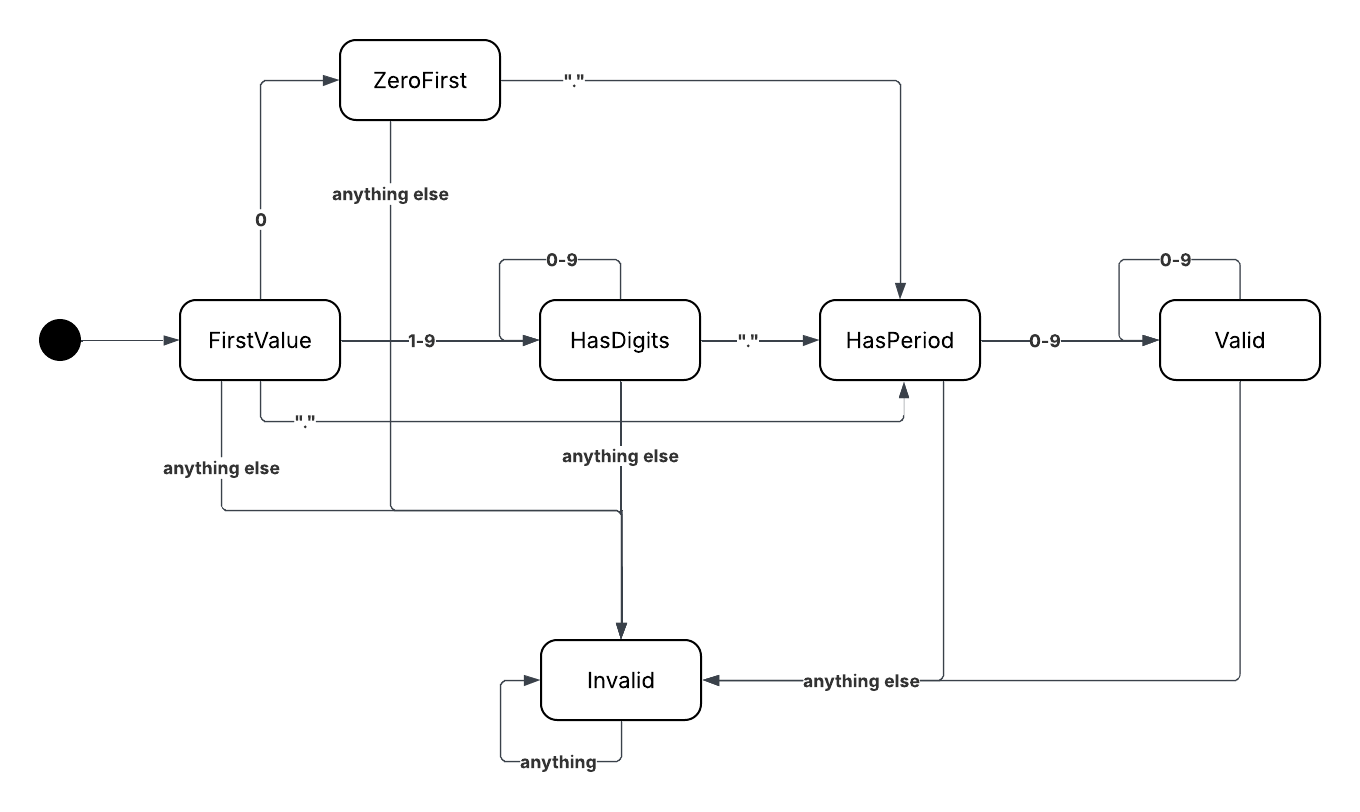 ZeroFirst
"."
anything else
0
0-9
0-9
FirstValue
1-9
HasDigits
"."
HasPeriod
0-9
Valid
"."
anything else
anything else
Invalid
anything else
anything